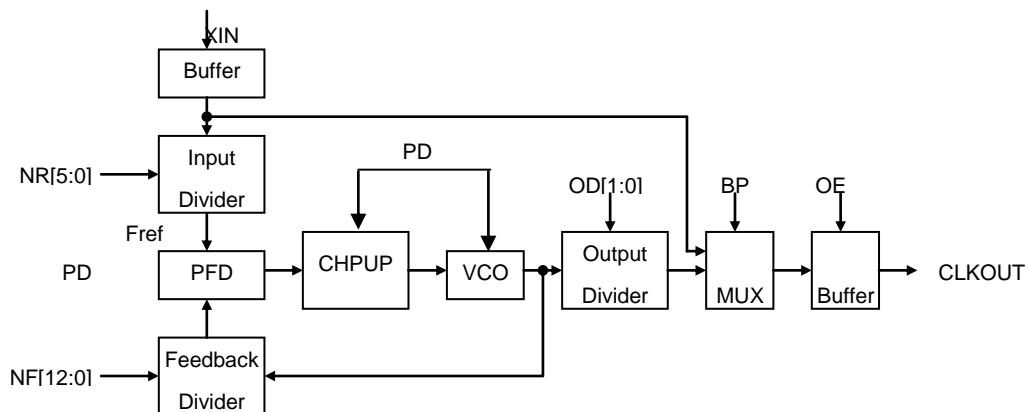 XIN
Buffer
Input
Divider
NR[5:0]
PD
OD[1:0]
BP
OE
Fref
PD
PFD
CHPUP
VCO
Output
Divider
MUX
Buffer
CLKOUT
NF[12:0]
Feedback
Divider